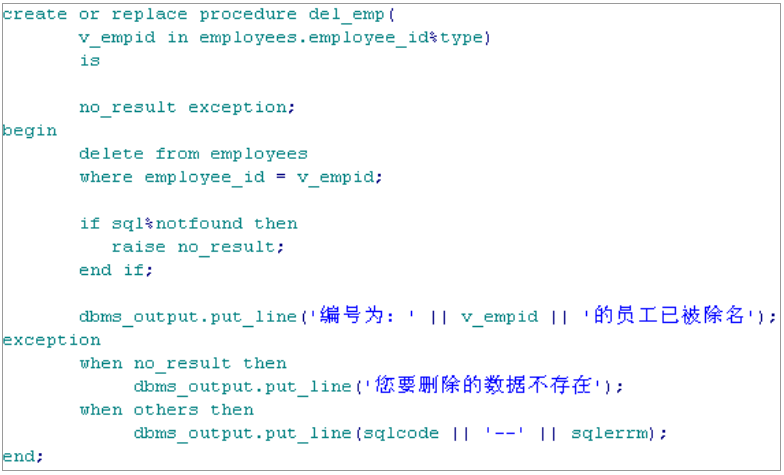 create or replace procedure del_emp(
       v_empid in employees.employee_id%type)
       is

       no_result exception;
begin
       delete from employees
       where employee_id = v_empid;

       if sql%notfound then
          raise no_result;
       end if;

       dbms_output.put_line('编号为: ' || v_empid || '的员工已被除名');
exception
       when no_result then
            dbms_output.put_line('您要删除的数据不存在');
       when others then
            dbms_output.put_line(sqlcode || '--' || sqlerrm);
end;